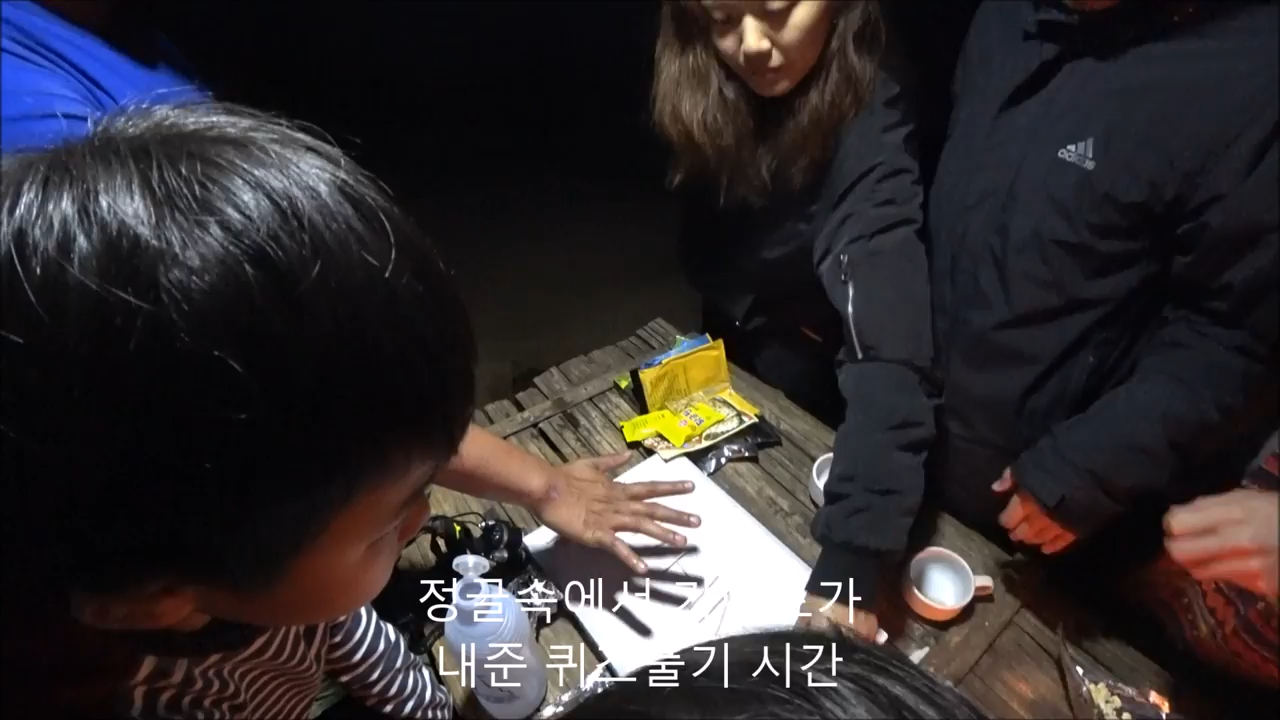 adidas
정글속에서
내준 퀴즈풀기 시간